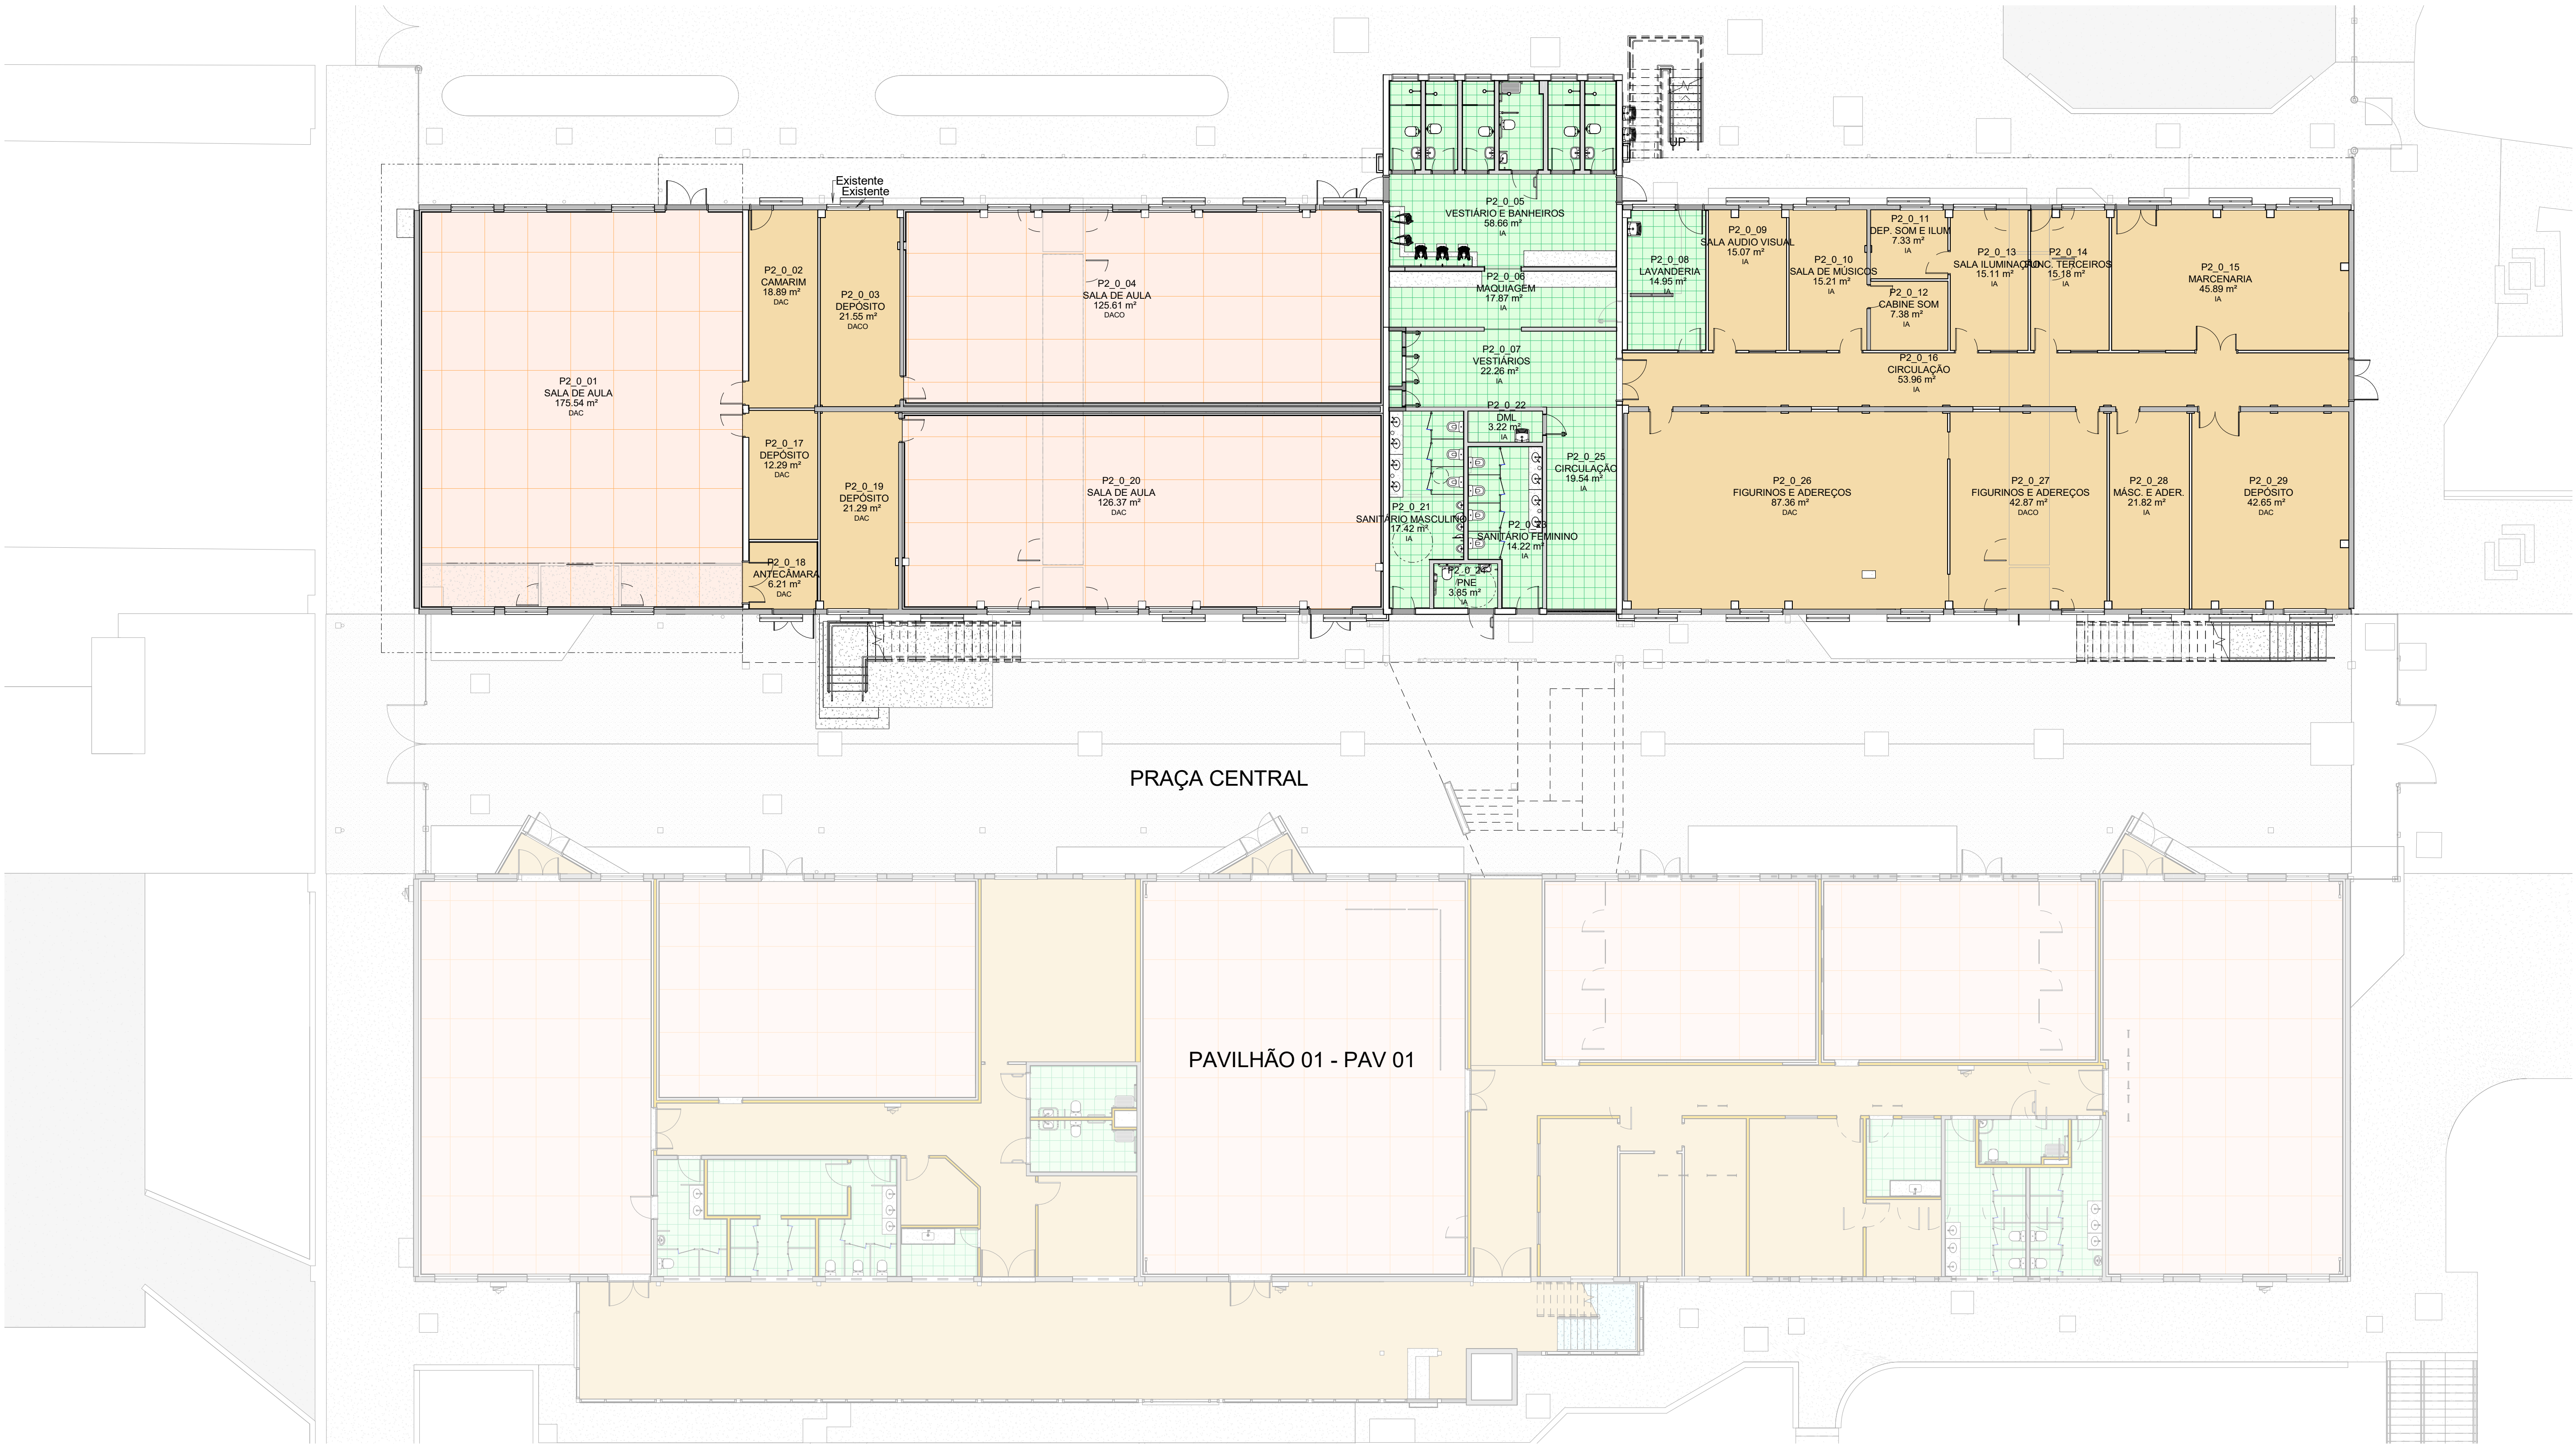 UP
Existente
Existente
P2_0_01
SALA DE AULA
175.54 m²
DAC
P2_0_02
CAMARIM
18.89 m²
DAC
P2_0_03
DEPÓSITO
21.55 m²
DACO
P2_0_04
SALA DE AULA
125.61 m²
DACO
P2_0_05
VESTIÁRIO E BANHEIROS
58.66 m²
IA
P2_0_06
MAQUIAGEM
17.87 m²
IA
P2_0_07
VESTIÁRIOS
22.26 m²
IA
P2_0_08
LAVANDERIA
14.95 m²
IA
P2_0_09
SALA AUDIO VISUAL
15.07 m²
IA
P2_0_10
SALA DE MÚSICOS
15.21 m²
IA
P2_0_11
DEP. SOM E ILUM
7.33 m²
IA
P2_0_12
CABINE SOM
7.38 m²
IA
P2_0_13
SALA ILUMINAÇÃO
15.11 m²
IA
P2_0_14
FUNC. TERCEIROS
15.18 m²
IA
P2_0_15
MARCENARIA
45.89 m²
IA
P2_0_16
CIRCULAÇÃO
53.96 m²
IA
P2_0_17
DEPÓSITO
12.29 m²
DAC
P2_0_18
ANTECÂMARA
6.21 m²
DAC
P2_0_19
DEPÓSITO
21.29 m²
DAC
P2_0_20
SALA DE AULA
126.37 m²
DAC
P2_0_21
SANITÁRIO MASCULINO
17.42 m²
IA
P2_0_22
DML
3.22 m²
IA
P2_0_23
SANITÁRIO FEMININO
14.22 m²
IA
P2_0_24
PNE
3.85 m²
IA
P2_0_25
CIRCULAÇÃO
19.54 m²
IA
P2_0_26
FIGURINOS E ADEREÇOS
87.36 m²
DAC
P2_0_27
FIGURINOS E ADEREÇOS
42.87 m²
DACO
P2_0_28
MÁSC. E ADER.
21.82 m²
IA
P2_0_29
DEPÓSITO
42.65 m²
DAC
PRAÇA CENTRAL
PAVILHÃO 01 - PAV 01